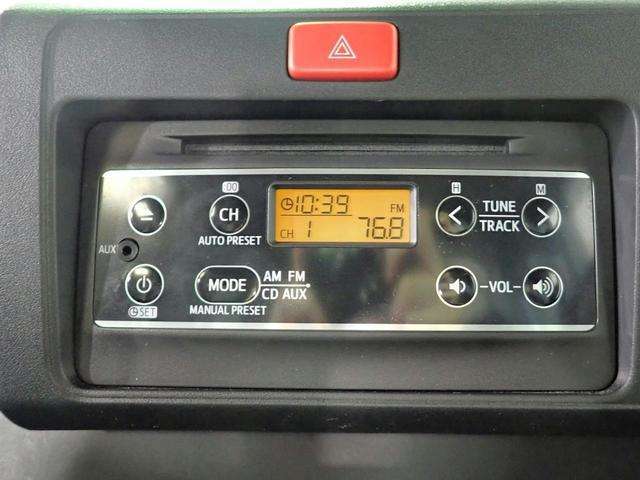 :00 H M
CH 10:39 FM < TUNE >
AUTO PRESET CH 1 76.8 TRACK
AUX
MODE AM FM
CD AUX -VOL-
SET MANUAL PRESET